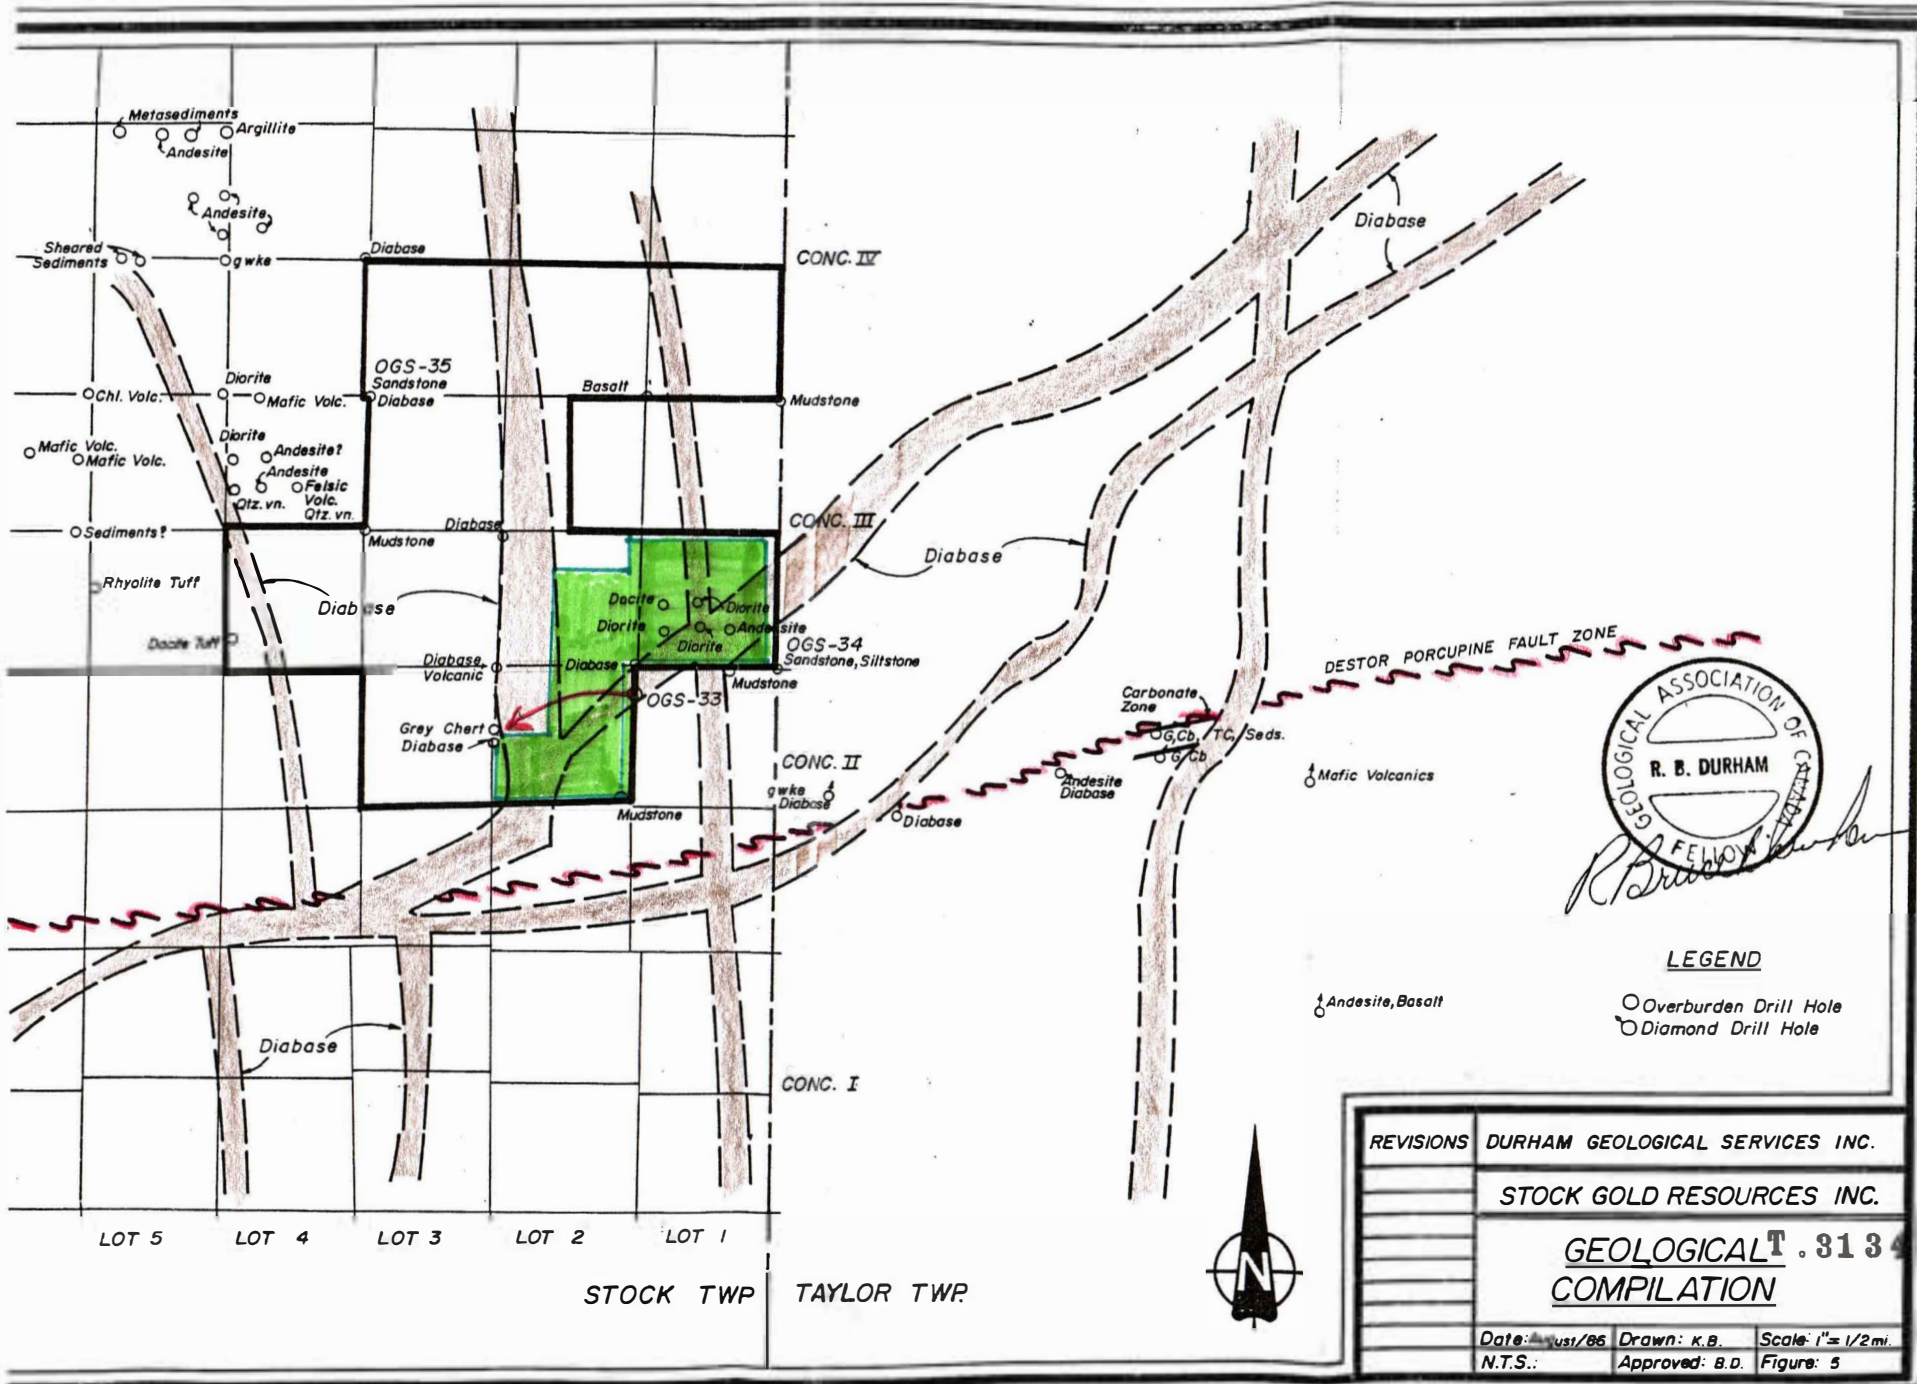 Metasediments
Argillite
Andesite
Andesite
Sheared
Sediments
gwke
Diabase
CONC. IV
Diabase
OGS-35
Sandstone
Diabase
Diorite
Chl. Volc.
Mafic Volc.
Basalt
Mudstone
Diorite
Mafic Volc.
Mafic Volc.
Andesite?
Andesite
Felsic
Volc.
Qtz. vn.
Qtz. vn.
Sediments?
Mudstone
Diabase
CONC. III
Diabase
Rhyolite Tuff
Diabase
Dacite
Diorite
Diorite
Andesite
Diorite
Dacite Tuff
OGS-34
Sandstone, Siltstone
Diabase
Volcanic
Diabase
Mudstone
OGS-33
DESTOR PORCUPINE FAULT ZONE
Carbonate
Zone
G,Cb, TC, Seds.
G, Cb
Grey Chert
Diabase
CONC. II
gwke
Diabase
Andesite
Diabase
Mafic Volcanics
Mudstone
Diabase
GEOLOGICAL ASSOCIATION OF CANADA
R. B. DURHAM
FELLOW
R Bruce Durham
LEGEND
Overburden Drill Hole
Diamond Drill Hole
Andesite, Basalt
Diabase
CONC. I
LOT 5 LOT 4 LOT 3 LOT 2 LOT 1
STOCK TWP TAYLOR TWP.
N
REVISIONS
DURHAM GEOLOGICAL SERVICES INC.
STOCK GOLD RESOURCES INC.
GEOLOGICAL T. 3134
COMPILATION
Date: August/86 Drawn: K.B. Scale: 1"= 1/2 mi.
N.T.S.: Approved: B.D. Figure: 5